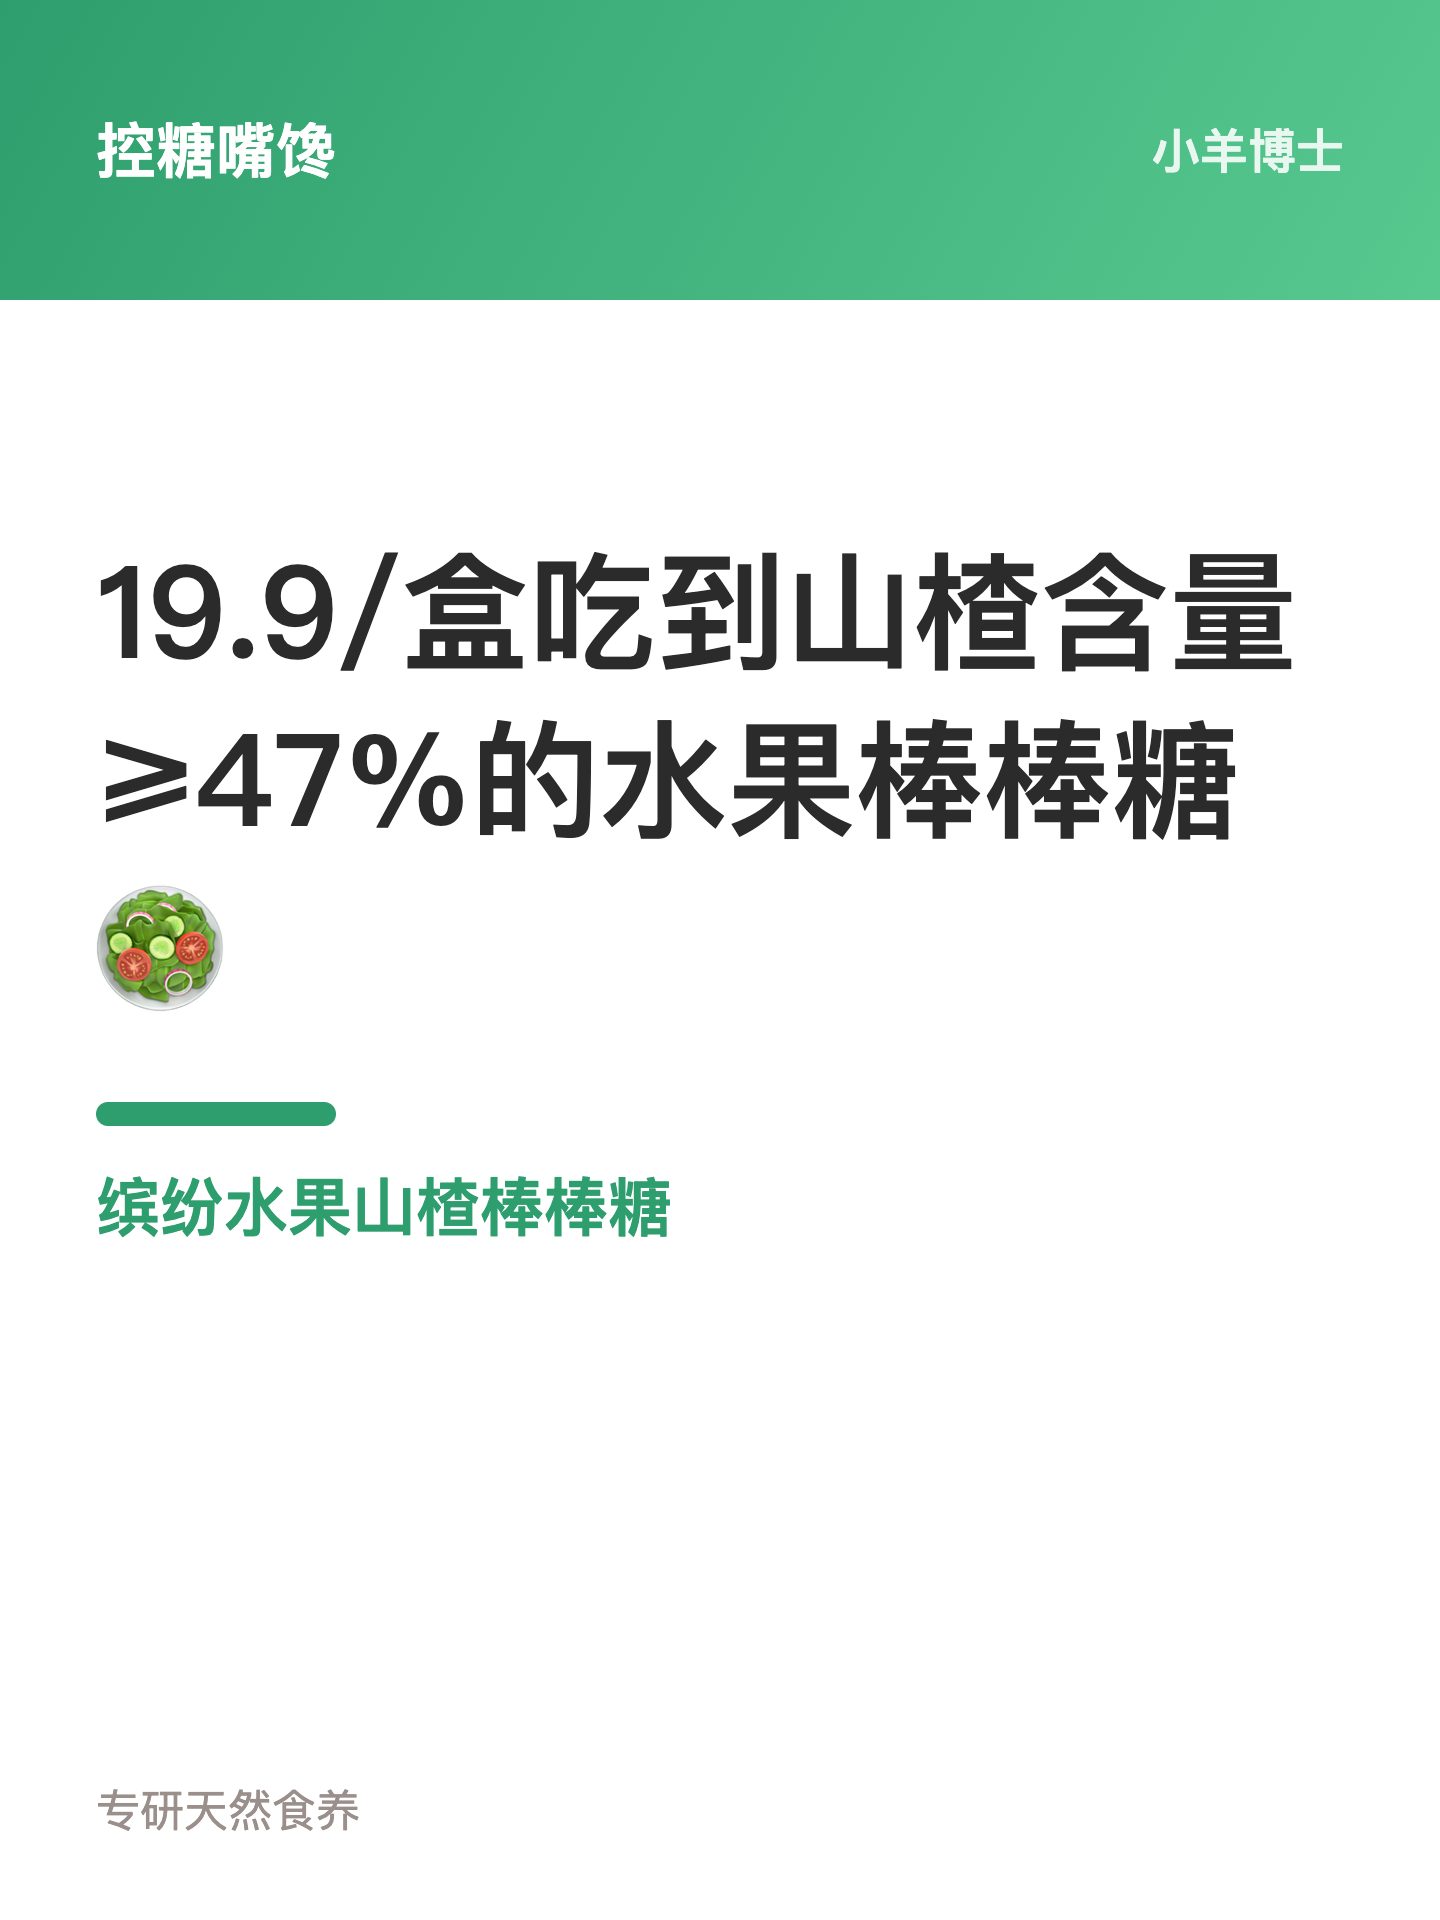 控糖嘴馋
小羊博士
19.9/盒吃到山楂含量
⩾47%的水果棒棒糖
🥗
缤纷水果山楂棒棒糖
专研天然食养